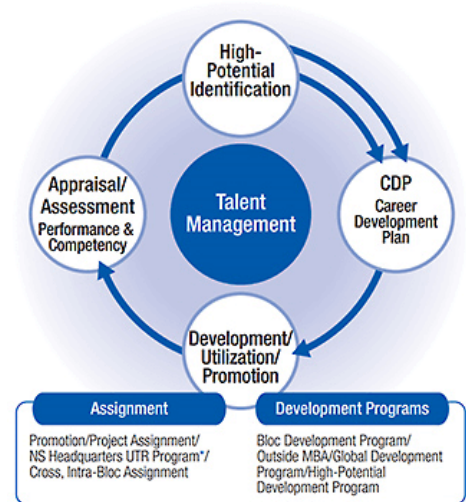 High-
Potential
Identification
Appraisal/
Assessment
Performance &
Competency
Talent
Management
CDP
Career
Development
Plan
Development/
Utilization/
Promotion
Assignment
Promotion/Project Assignment/
NS Headquarters UTR Program*/
Cross, Intra-Bloc Assignment
Development Programs
Bloc Development Program/
Outside MBA/Global Development
Program/High-Potential
Development Program